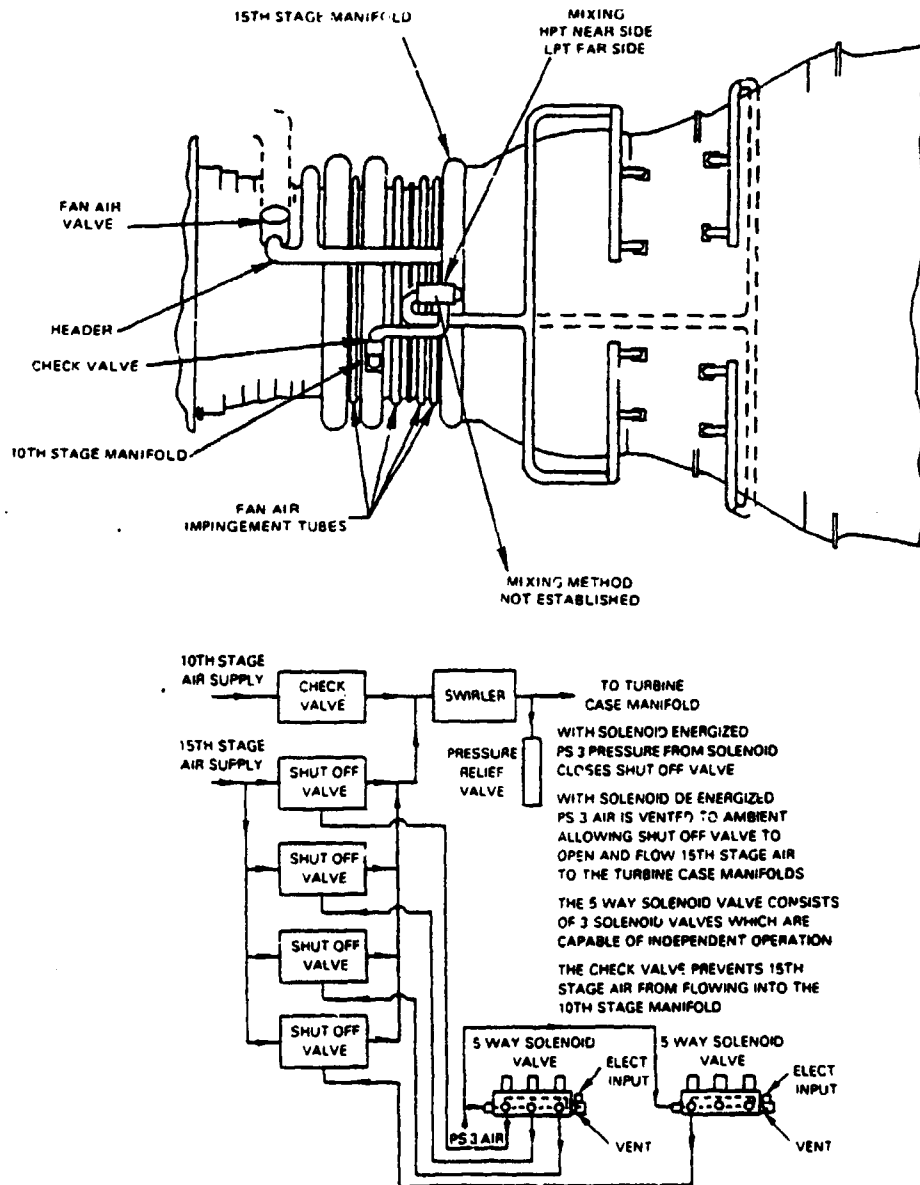 15TH STAGE MANIFOLD
MIXING
HPT NEAR SIDE
LPT FAR SIDE
FAN AIR
VALVE
HEADER
CHECK VALVE
10TH STAGE MANIFOLD
FAN AIR
IMPINGEMENT TUBES
MIXING METHOD
NOT ESTABLISHED
10TH STAGE
AIR SUPPLY
CHECK
VALVE
SWIRLER
TO TURBINE
CASE MANIFOLD
15TH STAGE
AIR SUPPLY
SHUT OFF
VALVE
PRESSURE
RELIEF
VALVE
WITH SOLENOID ENERGIZED
PS 3 PRESSURE FROM SOLENOID
CLOSES SHUT OFF VALVE
WITH SOLENOID DE ENERGIZED
PS 3 AIR IS VENTED TO AMBIENT
ALLOWING SHUT OFF VALVE TO
OPEN AND FLOW 15TH STAGE AIR
TO THE TURBINE CASE MANIFOLDS
SHUT OFF
VALVE
THE 5 WAY SOLENOID VALVE CONSISTS
OF 3 SOLENOID VALVES WHICH ARE
CAPABLE OF INDEPENDENT OPERATION
SHUT OFF
VALVE
THE CHECK VALVE PREVENTS 15TH
STAGE AIR FROM FLOWING INTO THE
10TH STAGE MANIFOLD
SHUT OFF
VALVE
5 WAY SOLENOID
VALVE
5 WAY SOLENOID
VALVE
ELECT
INPUT
ELECT
INPUT
PS 3 AIR
VENT
VENT